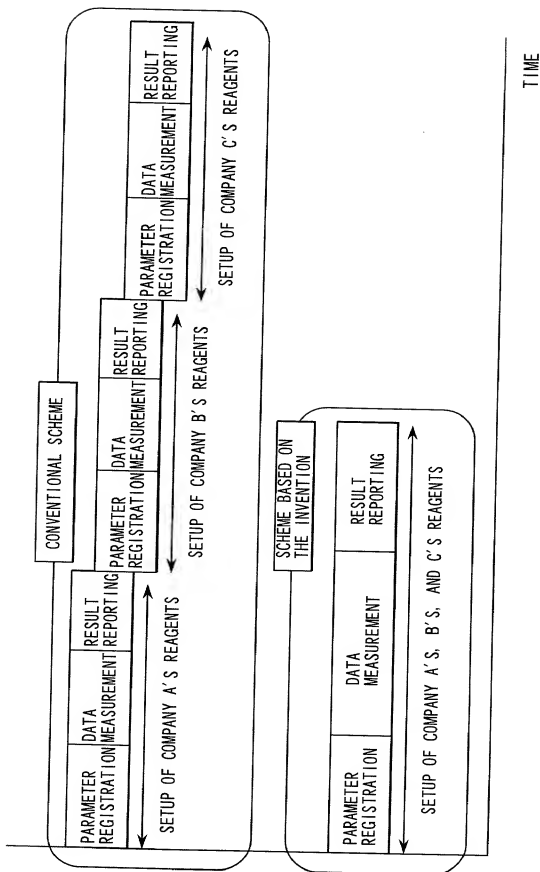 CONVENTIONAL SCHEME
PARAMETER
REGISTRATION
DATA
MEASUREMENT
RESULT
REPORTING
SETUP OF COMPANY A'S REAGENTS
PARAMETER
REGISTRATION
DATA
MEASUREMENT
RESULT
REPORTING
SETUP OF COMPANY B'S REAGENTS
PARAMETER
REGISTRATION
DATA
MEASUREMENT
RESULT
REPORTING
SETUP OF COMPANY C'S REAGENTS
SCHEME BASED ON
THE INVENTION
PARAMETER
REGISTRATION
DATA
MEASUREMENT
RESULT
REPORTING
SETUP OF COMPANY A'S, B'S, AND C'S REAGENTS
TIME